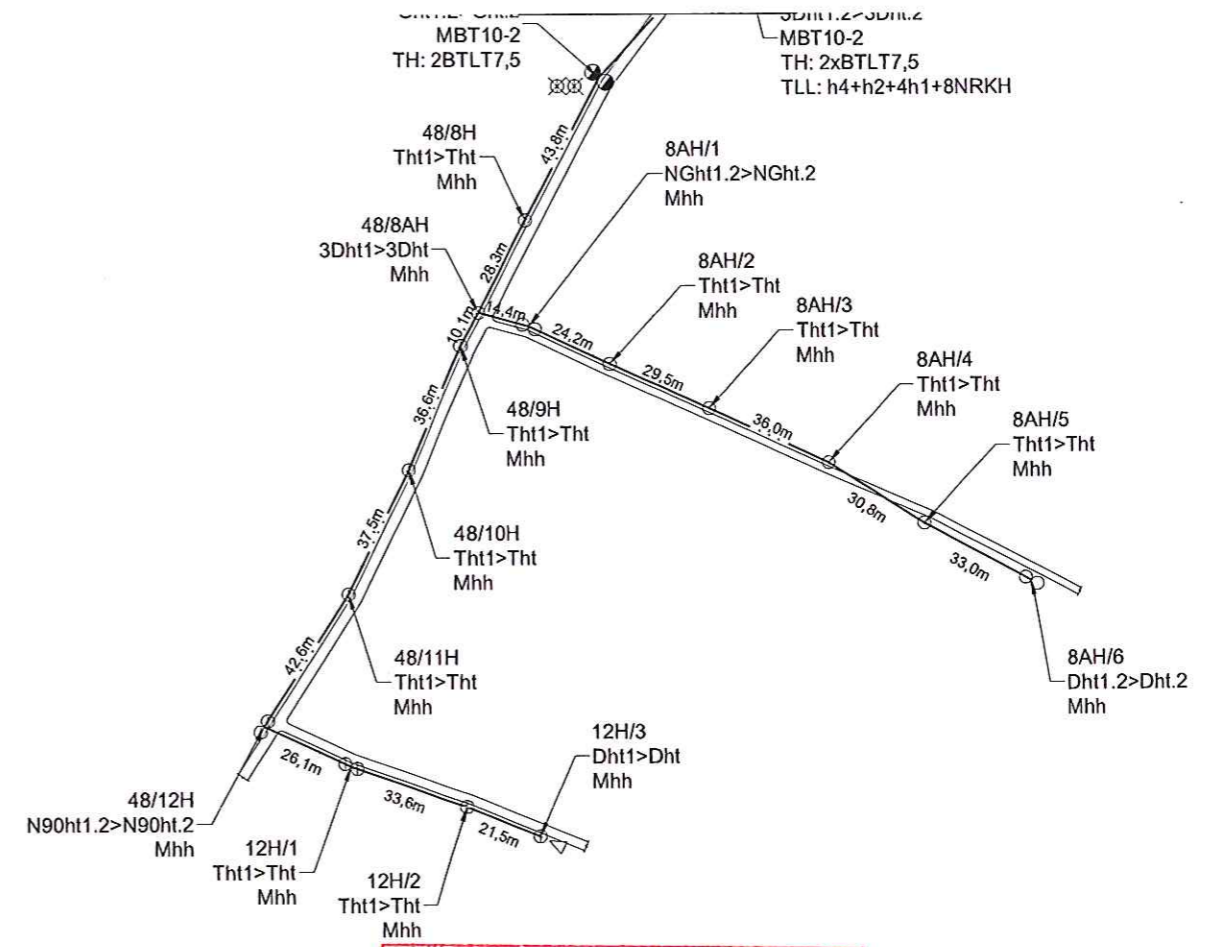 MBT10-2
TH: 2BTLT7,5
3Dht1.2>3Dht.2
MBT10-2
TH: 2xBTLT7,5
TLL: h4+h2+4h1+8NRKH
43,8m
48/8H
Tht1>Tht
Mhh
8AH/1
NGht1.2>NGht.2
Mhh
48/8AH
3Dht1>3Dht
Mhh
28,3m
8AH/2
Tht1>Tht
Mhh
14,4m
10,1m
24,2m
8AH/3
Tht1>Tht
Mhh
29,5m
8AH/4
Tht1>Tht
Mhh
36,6m
48/9H
Tht1>Tht
Mhh
36,0m
8AH/5
Tht1>Tht
Mhh
30,8m
37,5m
48/10H
Tht1>Tht
Mhh
33,0m
42,6m
48/11H
Tht1>Tht
Mhh
8AH/6
Dht1.2>Dht.2
Mhh
12H/3
Dht1>Dht
Mhh
26,1m
33,6m
21,5m
48/12H
N90ht1.2>N90ht.2
Mhh
12H/1
Tht1>Tht
Mhh
12H/2
Tht1>Tht
Mhh